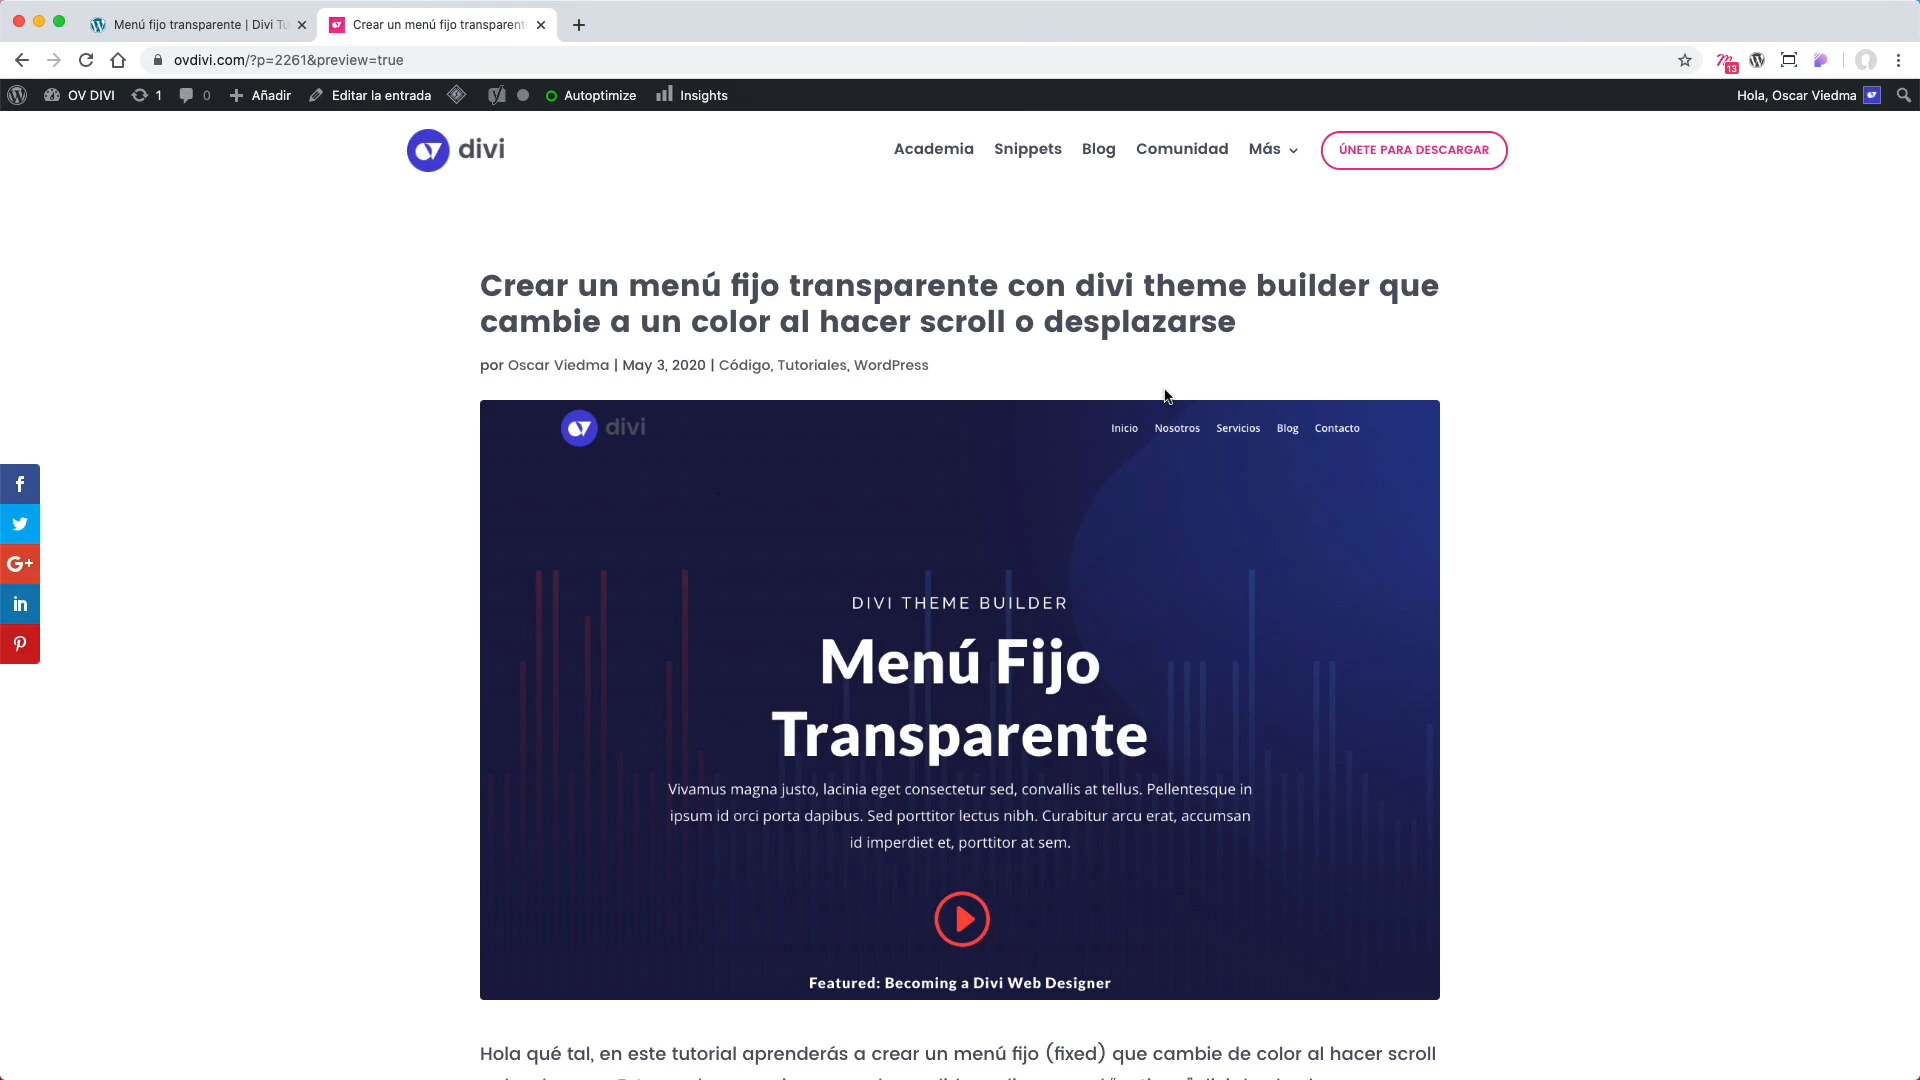 Menú fijo transparente | Divi Tu
Crear un menú fijo transparent
ovdivi.com/?p=2261&preview=true
13
OV DIVI
1
0
Añadir
Editar la entrada
Autoptimize
Insights
Hola, Oscar Viedma
divi
Academia
Snippets
Blog
Comunidad
Más
ÚNETE PARA DESCARGAR
Crear un menú fijo transparente con divi theme builder que
cambie a un color al hacer scroll o desplazarse
por Oscar Viedma | May 3, 2020 | Código, Tutoriales, WordPress
divi
Inicio
Nosotros
Servicios
Blog
Contacto
DIVI THEME BUILDER
Menú Fijo
Transparente
Vivamus magna justo, lacinia eget consectetur sed, convallis at tellus. Pellentesque in
ipsum id orci porta dapibus. Sed porttitor lectus nibh. Curabitur arcu erat, accumsan
id imperdiet et, porttitor at sem.
Featured: Becoming a Divi Web Designer
Hola qué tal, en este tutorial aprenderás a crear un menú fijo (fixed) que cambie de color al hacer scroll